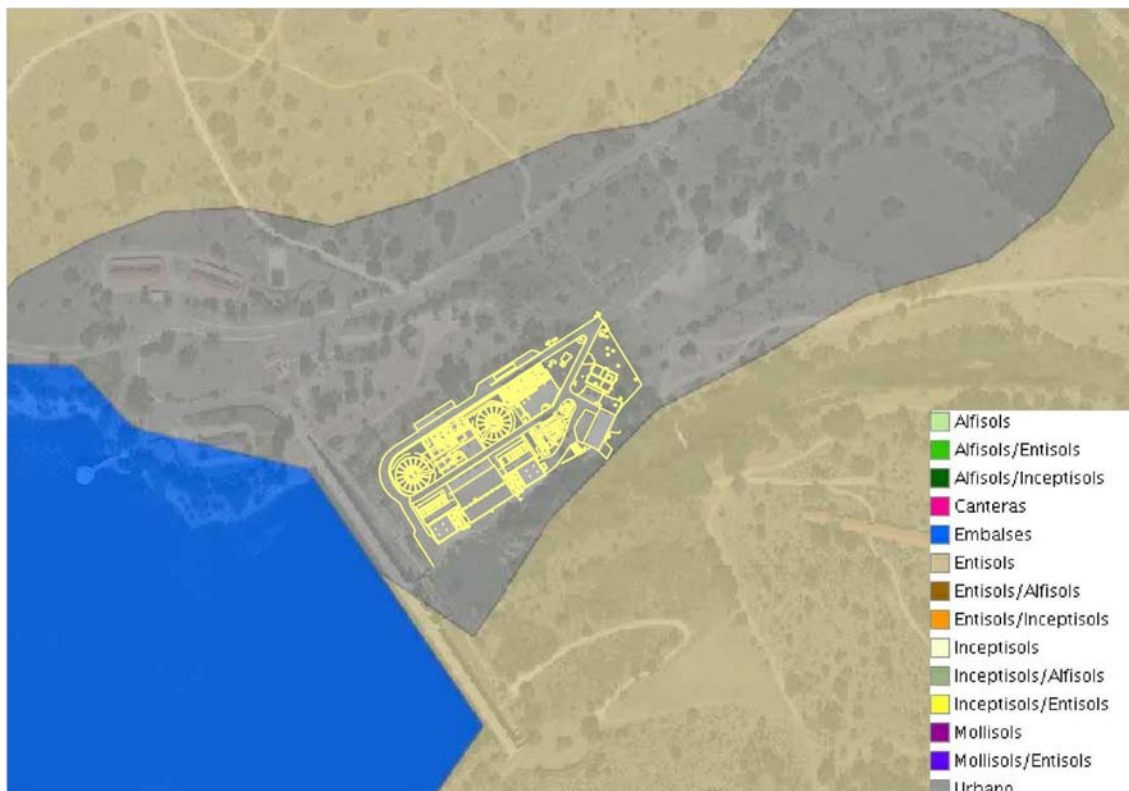 Alfisols
Alfisols/Entisols
Alfisols/Inceptisols
Canteras
Embalses
Entisols
Entisols/Alfisols
Entisols/Inceptisols
Inceptisols
Inceptisols/Alfisols
Inceptisols/Entisols
Mollisols
Mollisols/Entisols
Urbano